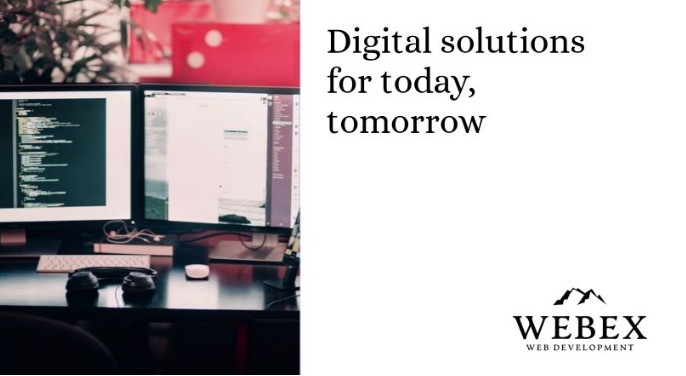 Digital solutions
for today,
tomorrow
WEBEX
WEB DEVELOPMENT